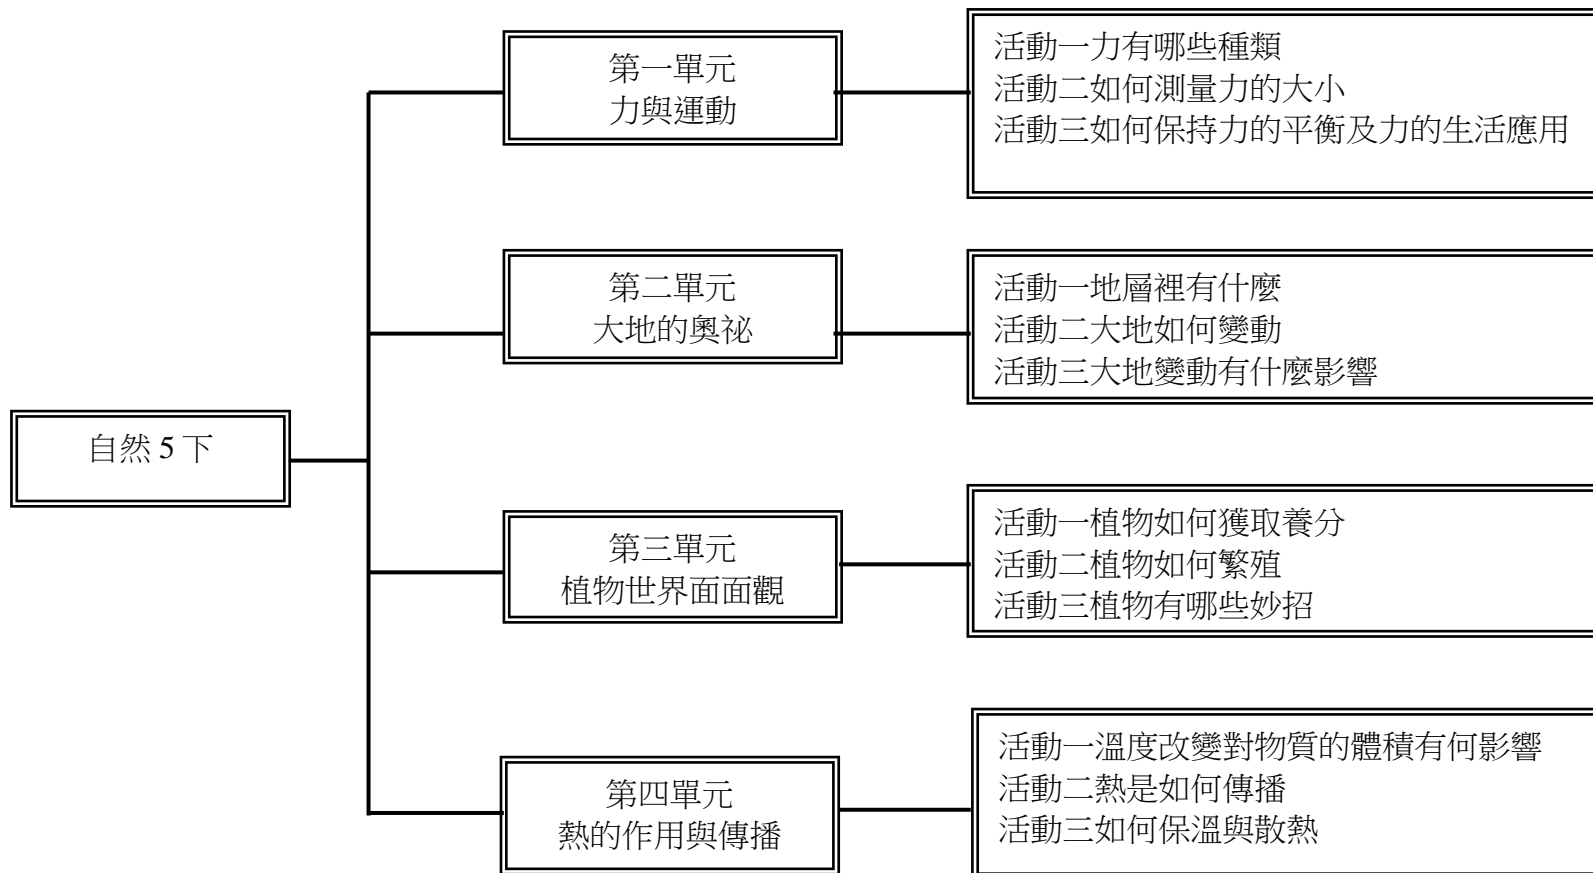 自然 5 下
第一單元
力與運動
活動一力有哪些種類
活動二如何測量力的大小
活動三如何保持力的平衡及力的生活應用
第二單元
大地的奧祕
活動一地層裡有什麼
活動二大地如何變動
活動三大地變動有什麼影響
第三單元
植物世界面面觀
活動一植物如何獲取養分
活動二植物如何繁殖
活動三植物有哪些妙招
第四單元
熱的作用與傳播
活動一溫度改變對物質的體積有何影響
活動二熱是如何傳播
活動三如何保溫與散熱